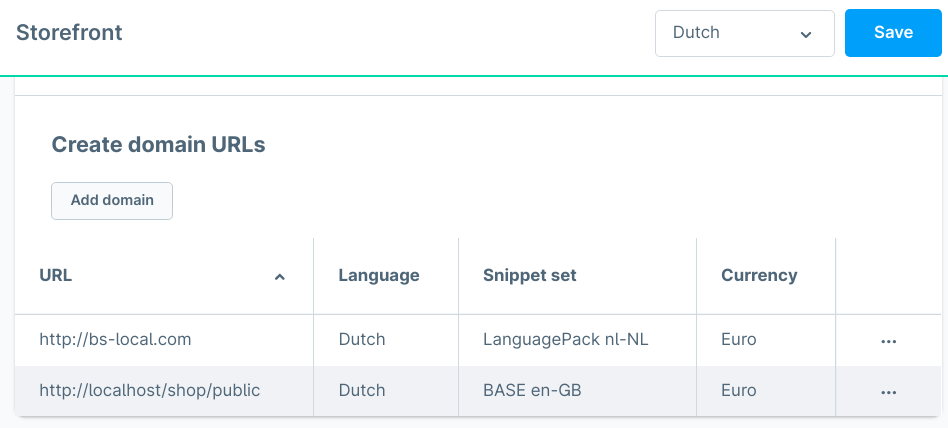 Storefront
Dutch
Save
Create domain URLs
Add domain
URL Language Snippet set Currency
http://bs-local.com Dutch LanguagePack nl-NL Euro ...
http://localhost/shop/public Dutch BASE en-GB Euro ...